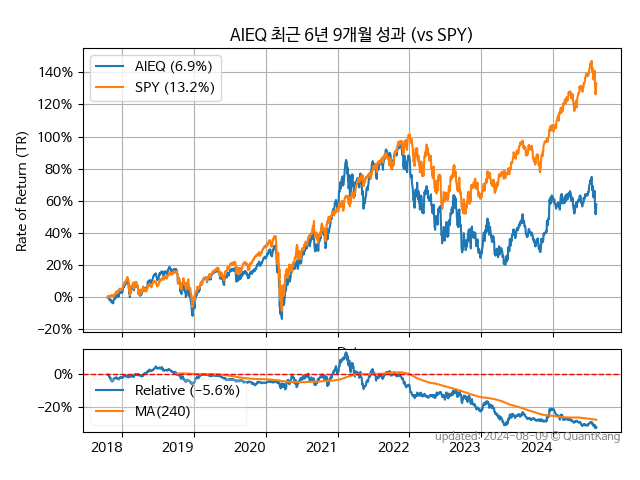 AIEQ 최근 6년 9개월 성과 (vs SPY)
AIEQ (6.9%)
SPY (13.2%)
Rate of Return (TR)
140%
120%
100%
80%
60%
40%
20%
0%
−20%
0%
−20%
Relative (−5.6%)
MA(240)
updated: 2024-08-09 © QuantKang
2018
2019
2020
2021
2022
2023
2024